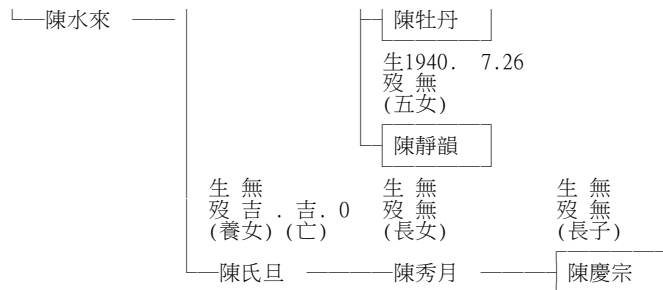 陳水來
陳牡丹
生1940. 7.26
歿 無
(五女)
陳靜韻
生 無
歿 吉 . 吉. 0
(養女)(亡)
生 無
歿 無
(長女)
生 無
歿 無
(長子)
陳氏旦
陳秀月
陳慶宗